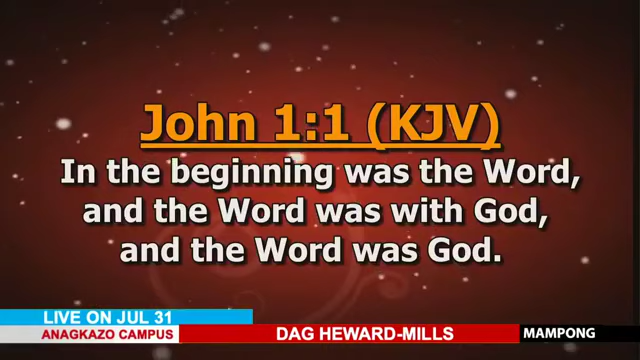 John 1:1 (KJV)
In the beginning was the Word,
and the Word was with God,
and the Word was God.
LIVE ON JUL 31
ANAGKAZO CAMPUS
DAG HEWARD-MILLS
MAMPONG